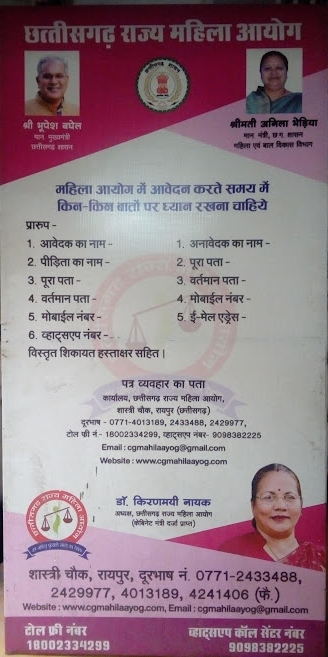 छत्तीसगढ़ राज्य महिला आयोग
श्री भूपेश बघेल
मान. मुख्यमंत्री
छत्तीसगढ़ शासन
श्रीमती अनिला भेंड़िया
मान. मंत्री, छ.ग. शासन
महिला एवं बाल विकास विभाग
महिला आयोग में आवेदन करते समय में
किन-किन बातों पर ध्यान रखना चाहिये
प्रारुप -
1. आवेदक का नाम -
2. पीड़िता का नाम -
3. पूरा पता -
4. वर्तमान पता -
5. मोबाईल नंबर -
6. व्हाट्सएप नंबर -
1. अनावेदक का नाम -
2. पूरा पता -
3. वर्तमान पता -
4. मोबाईल नंबर -
5. ई-मेल एड्रेस -
विस्तृत शिकायत हस्ताक्षर सहित।
पत्र व्यवहार का पता
कार्यालय, छत्तीसगढ़ राज्य महिला आयोग,
शास्त्री चौक, रायपुर (छत्तीसगढ़)
दूरभाष - 0771-4013189, 2433488, 2429977,
टोल फ्री नं - 18002334299, व्हाट्सएप नंबर- 9098382225
Email : cgmahilaayog@gmail.com
Website : www.cgmahilaayog.com
छत्तीसगढ़ राज्य महिला आयोग
डॉ. किरणमयी नायक
अध्यक्ष, छत्तीसगढ़ राज्य महिला आयोग
(केबिनेट मंत्री दर्जा प्राप्त)
शास्त्री चौक, रायपुर, दूरभाष नं. 0771-2433488,
2429977, 4013189, 4241406 (फै.)
Website : www.cgmahilaayog.com, Email : cgmahilaayog@gmail.com
टोल फ्री नंबर
18002334299
व्हाट्सएप कॉल सेंटर नंबर
9098382225